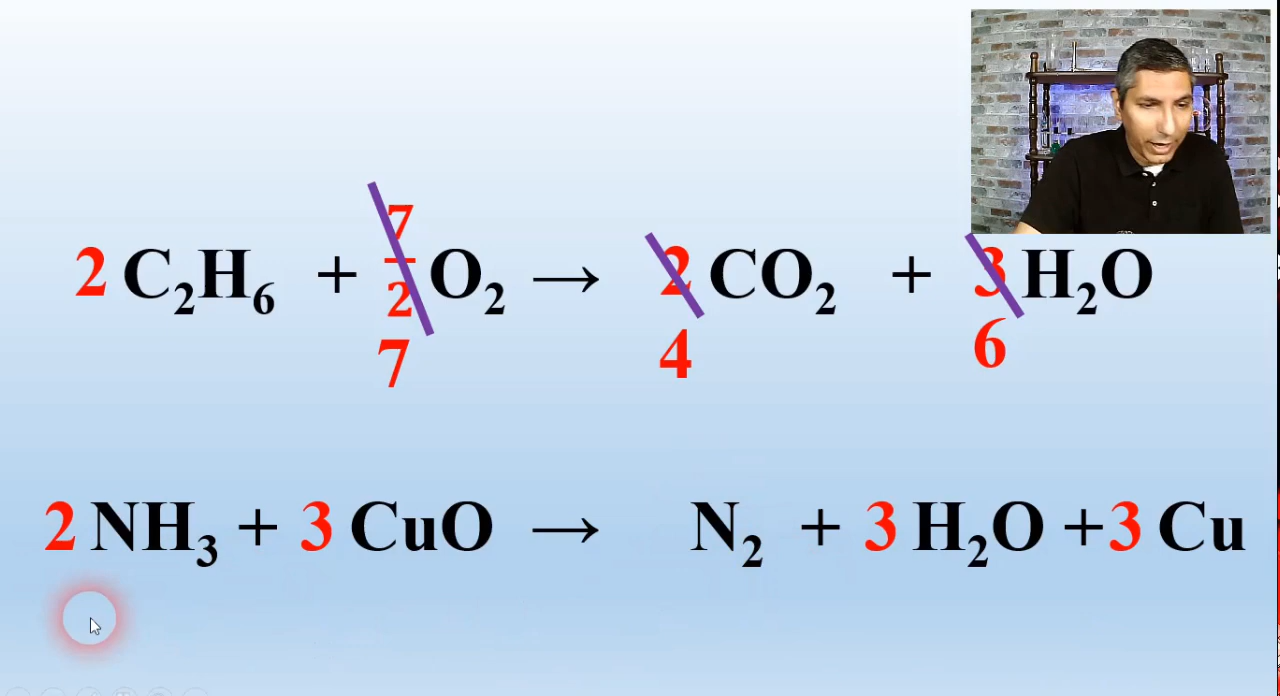 2 C₂H₆ + 7/2 O₂ → 2 CO₂ + 3 H₂O
7 4 6
2 NH₃ + 3 CuO → N₂ + 3 H₂O + 3 Cu